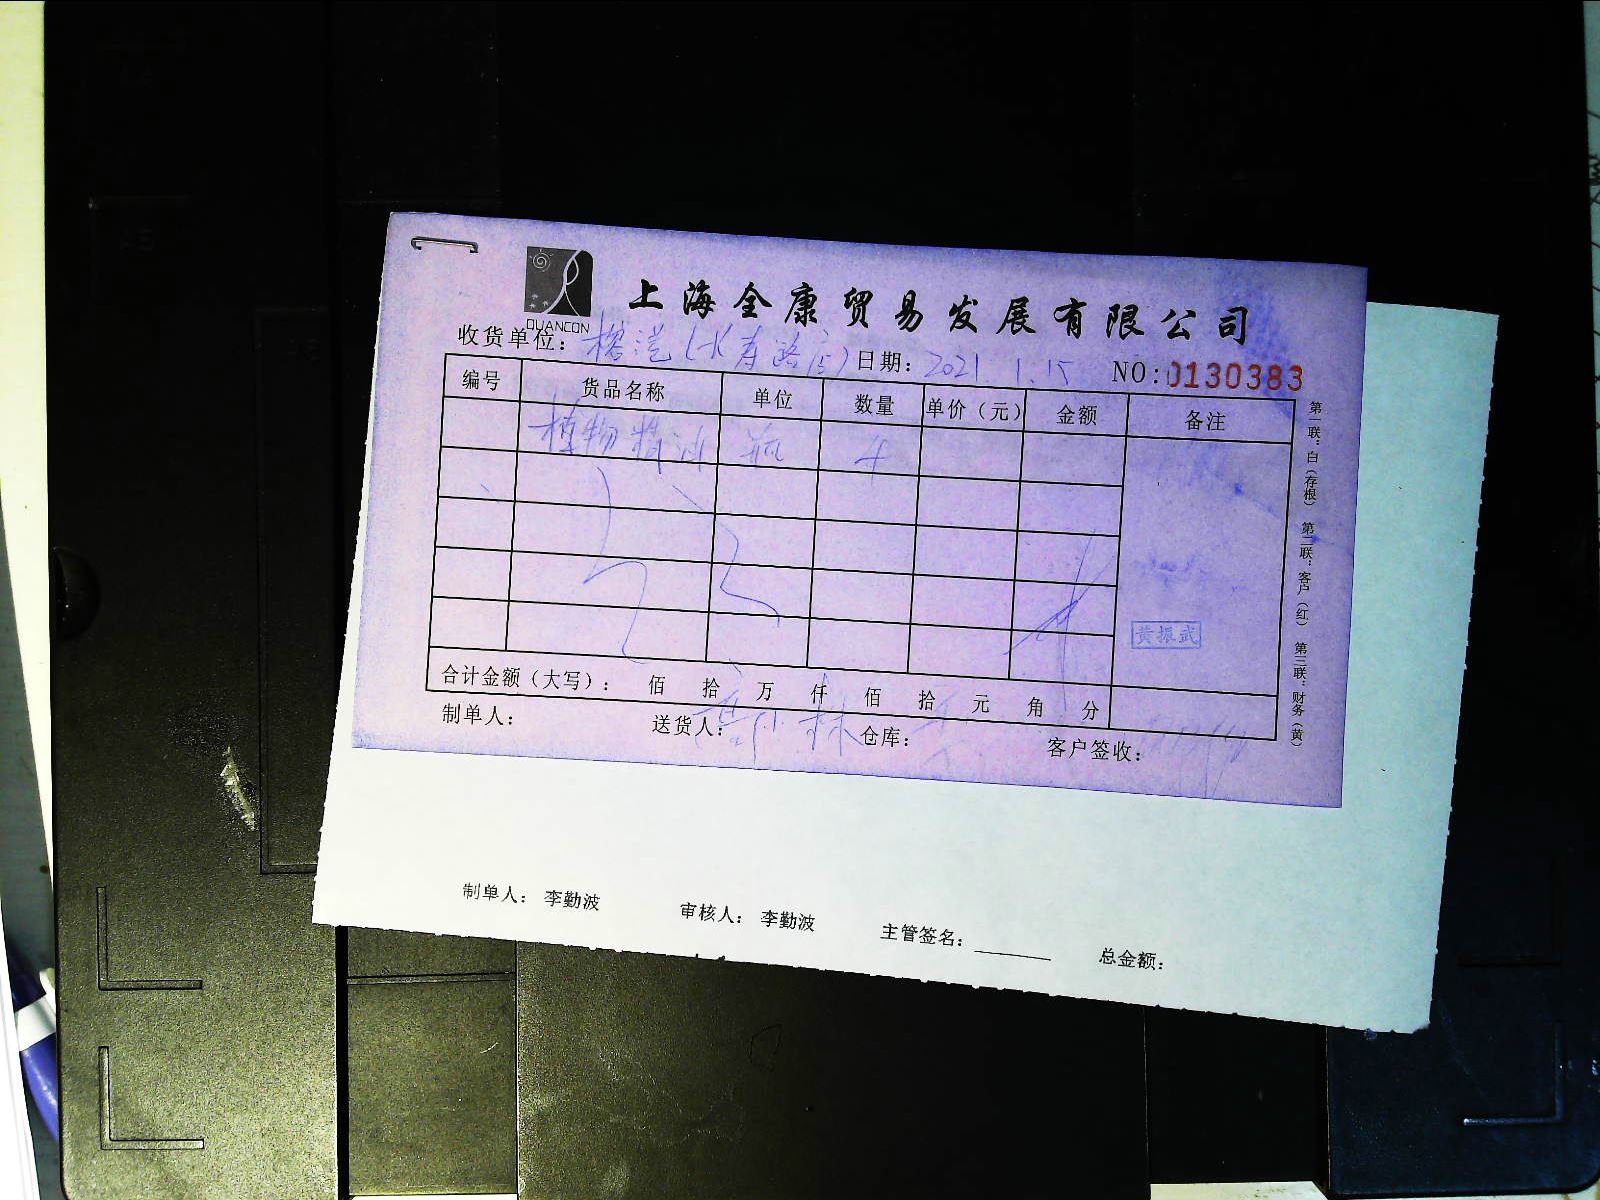 QUANCON
上海全康贸易发展有限公司
收货单位： (长寿路店) 日期： 2021 1.15 NO:0130383
编号 货品名称 单位 数量 单价（元） 金额 备注
植物精油 瓶 4
黄振武
合计金额（大写）： 佰 拾 万 仟 佰 拾 元 角 分
制单人： 送货人： 仓库： 客户签收：
第一联：白（存根） 第二联：客户（红） 第三联：财务（黄）
制单人： 李勤波 审核人： 李勤波 主管签名： 总金额：